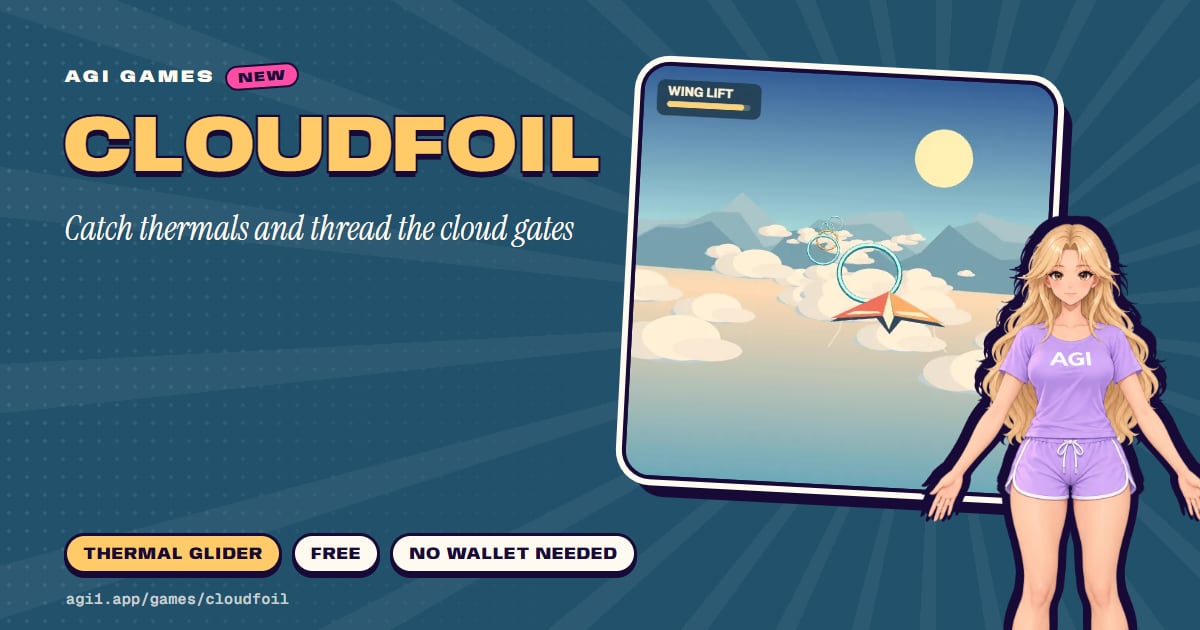 AGI GAMES NEW
CLOUDFOIL
Catch thermals and thread the cloud gates
WING LIFT
AGI
THERMAL GLIDER FREE NO WALLET NEEDED
agi1.app/games/cloudfoil